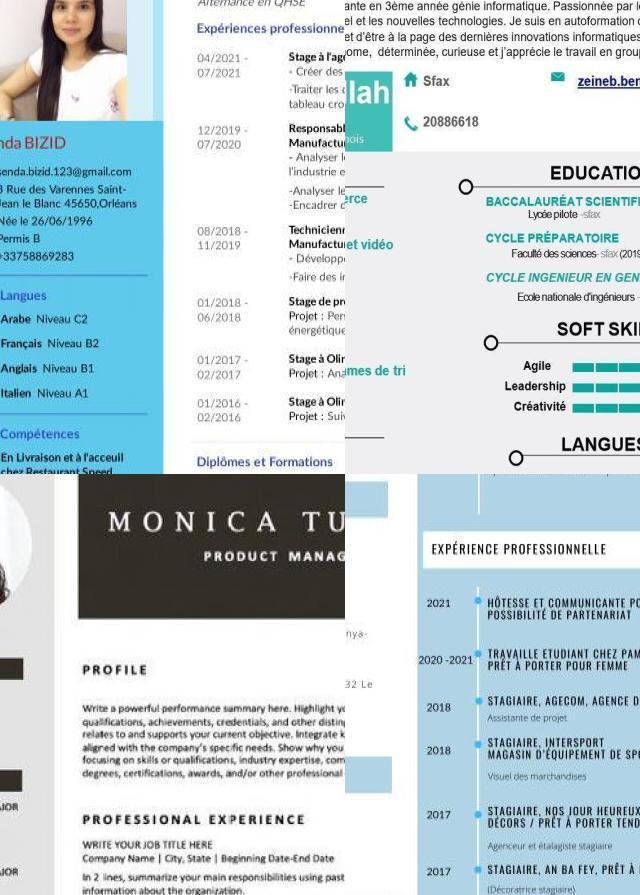 Alternance en QHSE
Expériences professionne
04/2021 -
07/2021
Stage à l'age
- Créer des
-Traiter les c
tableau cro
12/2019 -
07/2020
Responsabl
Manufactu
- Analyser le
l'industrie e
-Analyser le
-Encadrer c
08/2018 -
11/2019
Technicienn
Manufactu
- Développ
-Faire des in
01/2018 -
06/2018
Stage de pro
Projet : Pers
énergétique
01/2017 -
02/2017
Stage à Olin
Projet : Ana
01/2016 -
02/2016
Stage à Olin
Projet : Suiv
Diplômes et Formations
nda BIZID
senda.bizid.123@gmail.com
3 Rue des Varennes Saint-
Jean le Blanc 45650,Orléans
Née le 26/06/1996
Permis B
+33758869283
Langues
Arabe Niveau C2
Français Niveau B2
Anglais Niveau B1
Italien Niveau A1
Compétences
En Livraison et à l'acceuil
chez Restaurant Speed
ante en 3ème année génie informatique. Passionnée par le
el et les nouvelles technologies. Je suis en autoformation c
et d'être à la page des dernières innovations informatiques
ome, déterminée, curieuse et j'apprécie le travail en group
lah
nois
Sfax
zeineb.ben
20886618
erce
et vidéo
mes de tri
EDUCATIO
BACCALAURÉAT SCIENTIFI
Lycée pilote -sfax
CYCLE PRÉPARATOIRE
Faculté des sciences- sfax (2019
CYCLE INGENIEUR EN GEN
Ecole nationale d'ingénieurs -
SOFT SKI
Agile
Leadership
Créativité
LANGUES
MONICA TU
PRODUCT MANAG
PROFILE
Write a powerful performance summary here. Highlight yo
qualifications, achievements, credentials, and other disting
relates to and supports your current objective. Integrate k
aligned with the company's specific needs. Show why you
focusing on skills or qualifications, industry expertise, com
degrees, certifications, awards, and/or other professional
PROFESSIONAL EXPERIENCE
WRITE YOUR JOB TITLE HERE
Company Name | City, State | Beginning Date-End Date
In 2 lines, summarize your main responsibilities using past
information about the organization.
AJOR
AJOR
nya-
32 Le
EXPÉRIENCE PROFESSIONNELLE
2021
HÔTESSE ET COMMUNICANTE PO
POSSIBILITÉ DE PARTENARIAT
2020 -2021
TRAVAILLE ETUDIANT CHEZ PAM
PRÊT À PORTER POUR FEMME
2018
STAGIAIRE, AGECOM, AGENCE D
Assistante de projet
2018
STAGIAIRE, INTERSPORT
MAGASIN D'ÉQUIPEMENT DE SPO
Visuel des marchandises
2017
STAGIAIRE, NOS JOUR HEUREUX
DÉCORS / PRÊT À PORTER TEND
Agenceur et étalagiste stagiaire
2017
STAGIAIRE, AN BA FEY, PRÊT À
(Décoratrice stagiaire)